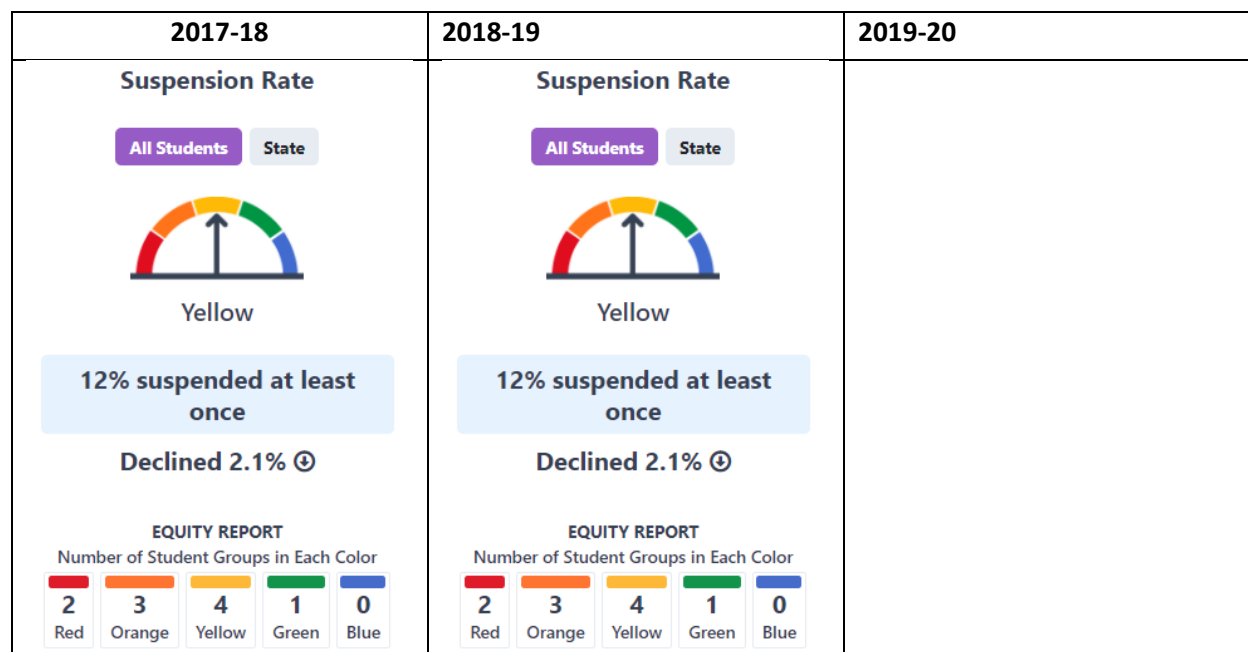 2017-18
2018-19
2019-20
Suspension Rate
All Students State
Yellow
12% suspended at least
once
Declined 2.1%
EQUITY REPORT
Number of Student Groups in Each Color
2 3 4 1 0
Red Orange Yellow Green Blue
Suspension Rate
All Students State
Yellow
12% suspended at least
once
Declined 2.1%
EQUITY REPORT
Number of Student Groups in Each Color
2 3 4 1 0
Red Orange Yellow Green Blue